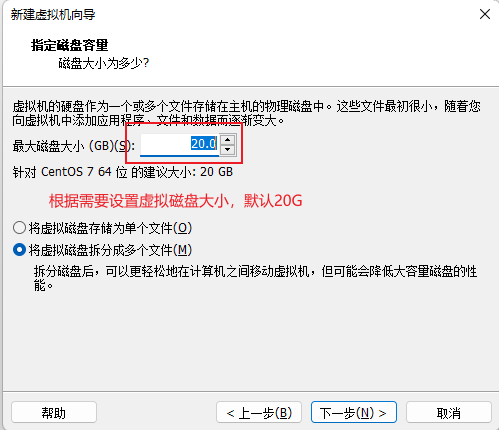 新建虚拟机向导
指定磁盘容量
磁盘大小为多少?
虚拟机的硬盘作为一个或多个文件存储在主机的物理磁盘中。这些文件最初很小，随着您
向虚拟机中添加应用程序、文件和数据而逐渐变大。
最大磁盘大小 (GB)(S): 20.0
针对 CentOS 7 64 位 的建议大小: 20 GB
根据需要设置虚拟磁盘大小，默认20G
将虚拟磁盘存储为单个文件(O)
将虚拟磁盘拆分成多个文件(M)
拆分磁盘后，可以更轻松地在计算机之间移动虚拟机，但可能会降低大容量磁盘的性
能。
帮助 < 上一步(B) 下一步(N) > 取消